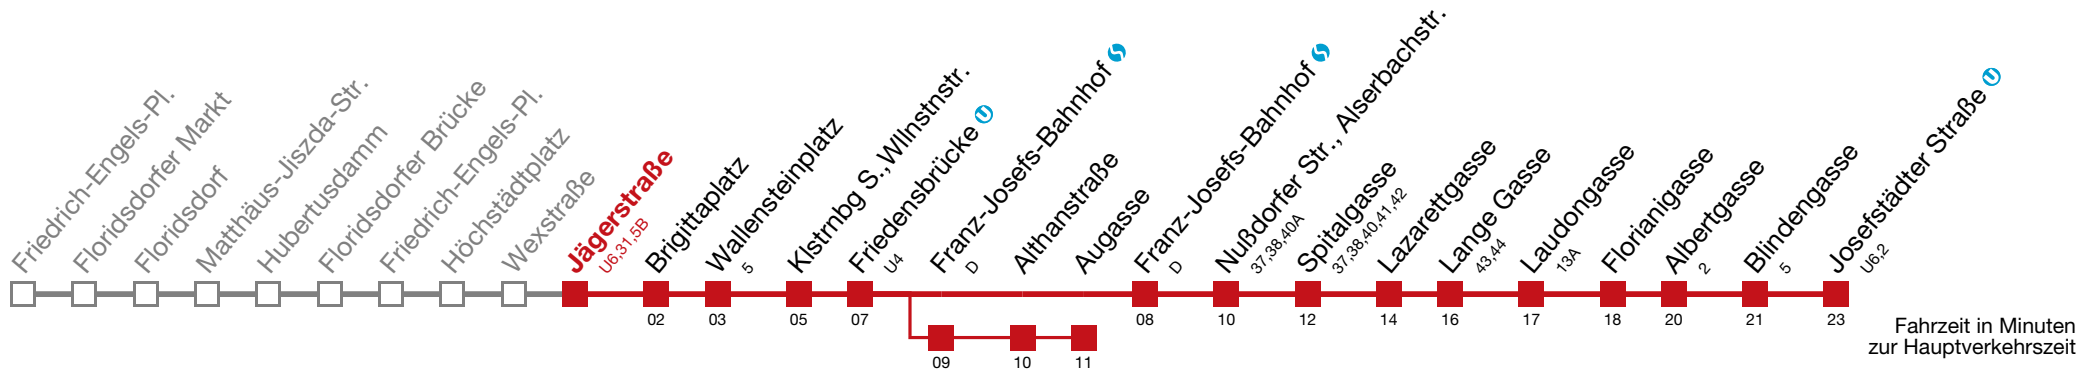 Friedrich-Engels-Pl.
Floridsdorfer Markt
Floridsdorf
Matthäus-Jiszda-Str.
Hubertusdamm
Floridsdorfer Brücke
Friedrich-Engels-Pl.
Höchstädtplatz
Wexstraße
Jägerstraße
U6,31,5B
Brigittaplatz
Wallensteinplatz
5
Klstrnbg S., Wllnstnstr.
Friedensbrücke U
U4
Franz-Josefs-Bahnhof S
D
Althanstraße
Augasse
Franz-Josefs-Bahnhof S
D
Nußdorfer Str., Alserbachstr.
37,38,40A
Spitalgasse
37,38,40,41,42
Lazarettgasse
Lange Gasse
43,44
Laudongasse
13A
Florianigasse
Albertgasse
2
Blindengasse
5
Josefstädter Straße U
U6,2
02 03 05 07 08 10 12 14 16 17 18 20 21 23
09 10 11
Fahrzeit in Minuten
zur Hauptverkehrszeit